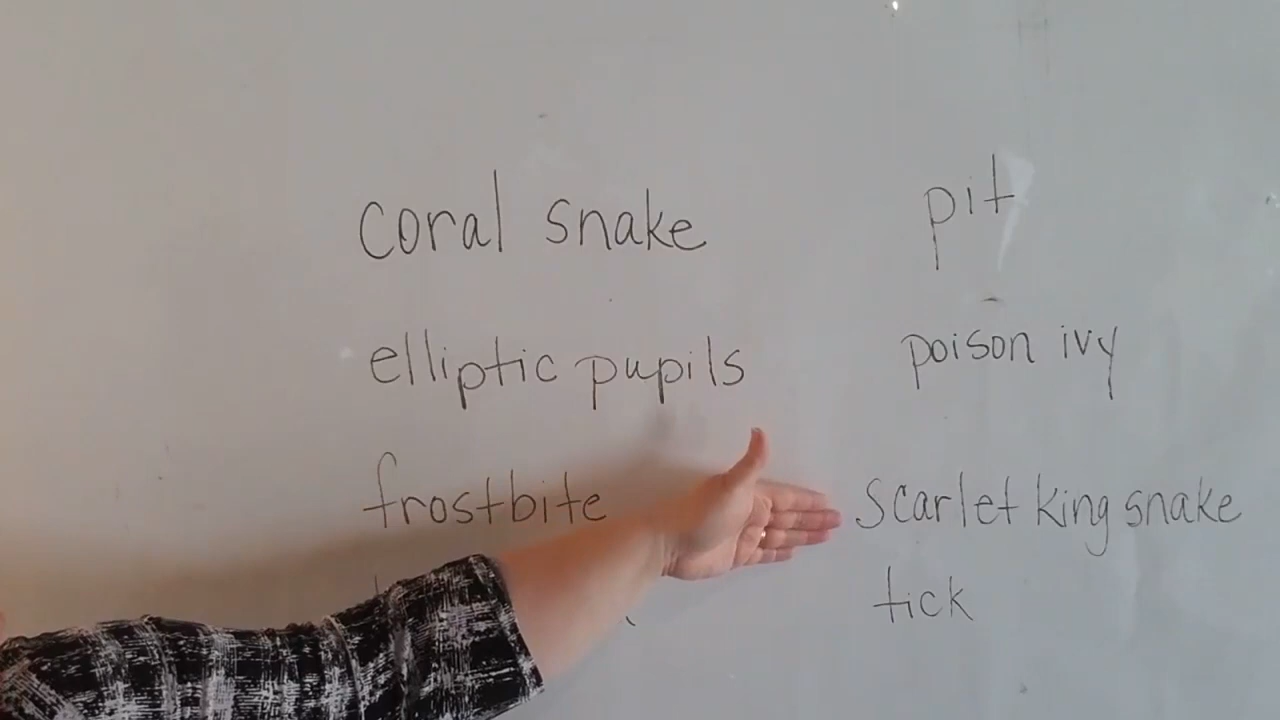 coral snake
elliptic pupils
frostbite
pit
poison ivy
Scarlet king snake
tick